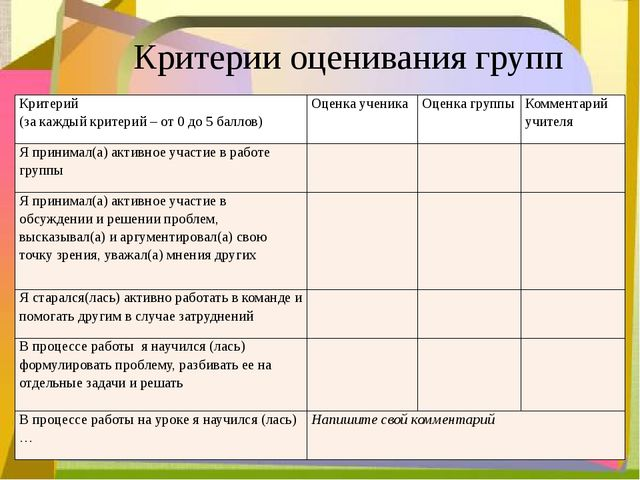 Критерии оценивания групп
Критерий
(за каждый критерий – от 0 до 5 баллов)
Оценка ученика
Оценка группы
Комментарий
учителя
Я принимал(а) активное участие в работе
группы
Я принимал(а) активное участие в
обсуждении и решении проблем,
высказывал(а) и аргументировал(а) свою
точку зрения, уважал(а) мнения других
Я старался(лась) активно работать в команде и
помогать другим в случае затруднений
В процессе работы я научился (лась)
формулировать проблему, разбивать ее на
отдельные задачи и решать
В процессе работы на уроке я научился (лась)
…
Напишите свой комментарий